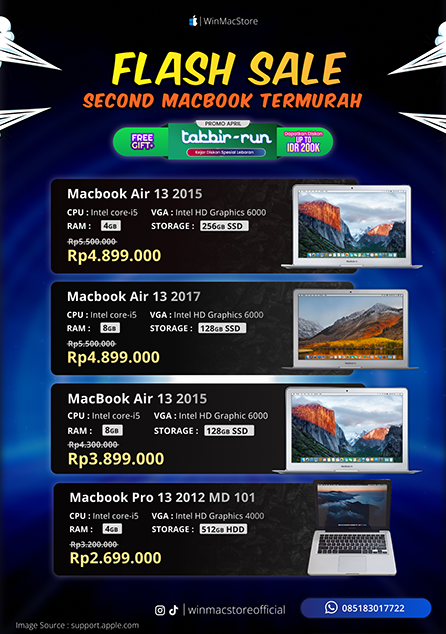 | WinMacStore
FLASH SALE
SECOND MACBOOK TERMURAH
PROMO APRIL
FREE GIFT+
takbir-run
Kejar Diskon Spesial Lebaran
Dapatkan Diskon
UP TO
IDR 200K
Macbook Air 13 2015
CPU : Intel core-i5 VGA : Intel HD Graphics 6000
RAM : 4GB STORAGE : 256GB SSD
Rp5.500.000
Rp4.899.000
Macbook Air 13 2017
CPU : Intel core-i5 VGA : Intel HD Graphics 6000
RAM : 8GB STORAGE : 128GB SSD
Rp5.500.000
Rp4.899.000
MacBook Air 13 2015
CPU : Intel core-i5 VGA : Intel HD Graphic 6000
RAM : 8GB STORAGE : 128GB SSD
Rp4.300.000
Rp3.899.000
Macbook Pro 13 2012 MD 101
CPU : Intel core-i5 VGA : Intel HD Graphics 4000
RAM : 4GB STORAGE : 512GB HDD
Rp3.200.000
Rp2.699.000
| winmacstoreofficial
085183017722
Image Source : support.apple.com